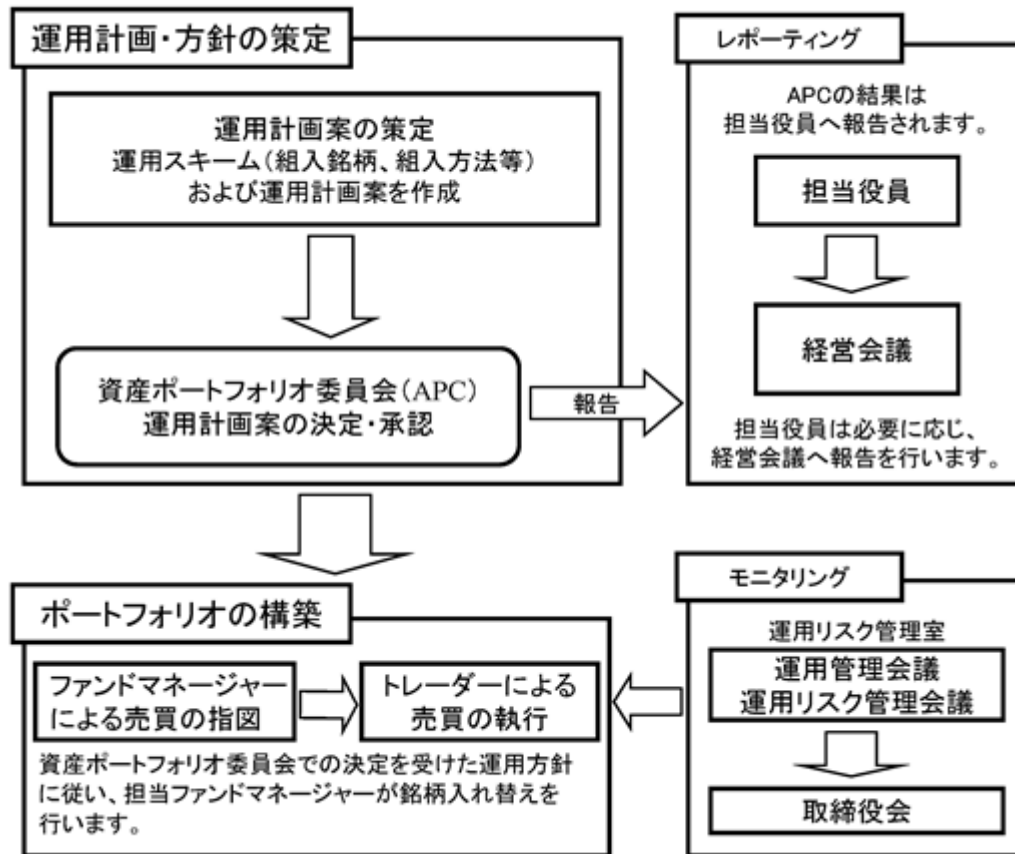 運用計画・方針の策定
運用計画案の策定
運用スキーム(組入銘柄、組入方法等)
および運用計画案を作成
資産ポートフォリオ委員会(APC)
運用計画案の決定・承認
報告
レポーティング
APCの結果は
担当役員へ報告されます。
担当役員
経営会議
担当役員は必要に応じ、
経営会議へ報告を行います。
ポートフォリオの構築
ファンドマネージャー
による売買の指図
トレーダーによる
売買の執行
資産ポートフォリオ委員会での決定を受けた運用方針
に従い、担当ファンドマネージャーが銘柄入れ替えを
行います。
モニタリング
運用リスク管理室
運用管理会議
運用リスク管理会議
取締役会